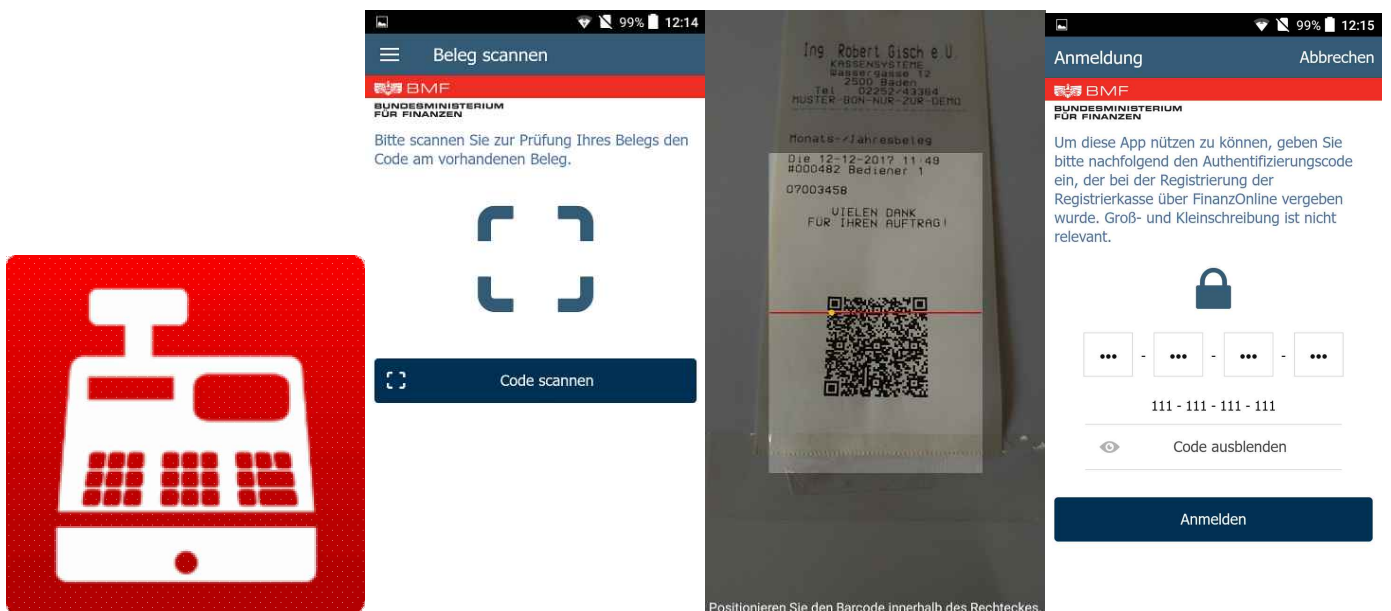 99% 12:14
Beleg scannen
BMF
BUNDESMINISTERIUM
FÜR FINANZEN
Bitte scannen Sie zur Prüfung Ihres Belegs den
Code am vorhandenen Beleg.
Code scannen
Ing. Robert Gisch e.U.
KASSENSYSTEME
Wassergasse 12
2500 Baden
Tel. 02252/43364
MUSTER-BON-NUR-ZUR-DEMO
Monats-/Jahresbeleg
Die 12-12-2017 11:49
#000482 Bediener 1
07003458
VIELEN DANK
FÜR IHREN AUFTRAG!
Positionieren Sie den Barcode innerhalb des Rechteckes.
99% 12:15
Anmeldung Abbrechen
BMF
BUNDESMINISTERIUM
FÜR FINANZEN
Um diese App nützen zu können, geben Sie
bitte nachfolgend den Authentifizierungscode
ein, der bei der Registrierung der
Registrierkasse über FinanzOnline vergeben
wurde. Groß- und Kleinschreibung ist nicht
relevant.
••• - ••• - ••• - •••
111 - 111 - 111 - 111
Code ausblenden
Anmelden